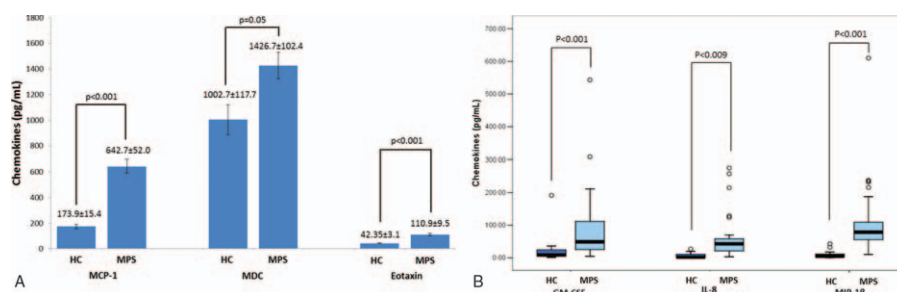 1800
1600
1400
1200
1000
800
600
400
200
0
Chemokines (pg/mL)
p<0.001
173.9±15.4
642.7±52.0
HC MPS
MCP-1
p=0.05
1002.7±117.7
1426.7±102.4
HC MPS
MDC
p<0.001
42.35±3.1
110.9±9.5
HC MPS
Eotaxin
A
700.00
600.00
500.00
400.00
300.00
200.00
100.00
0.00
Chemokines (pg/mL)
P<0.001
HC MPS
GM-CSF
P<0.009
HC MPS
IL-8
P<0.001
HC MPS
MIP-1β
B